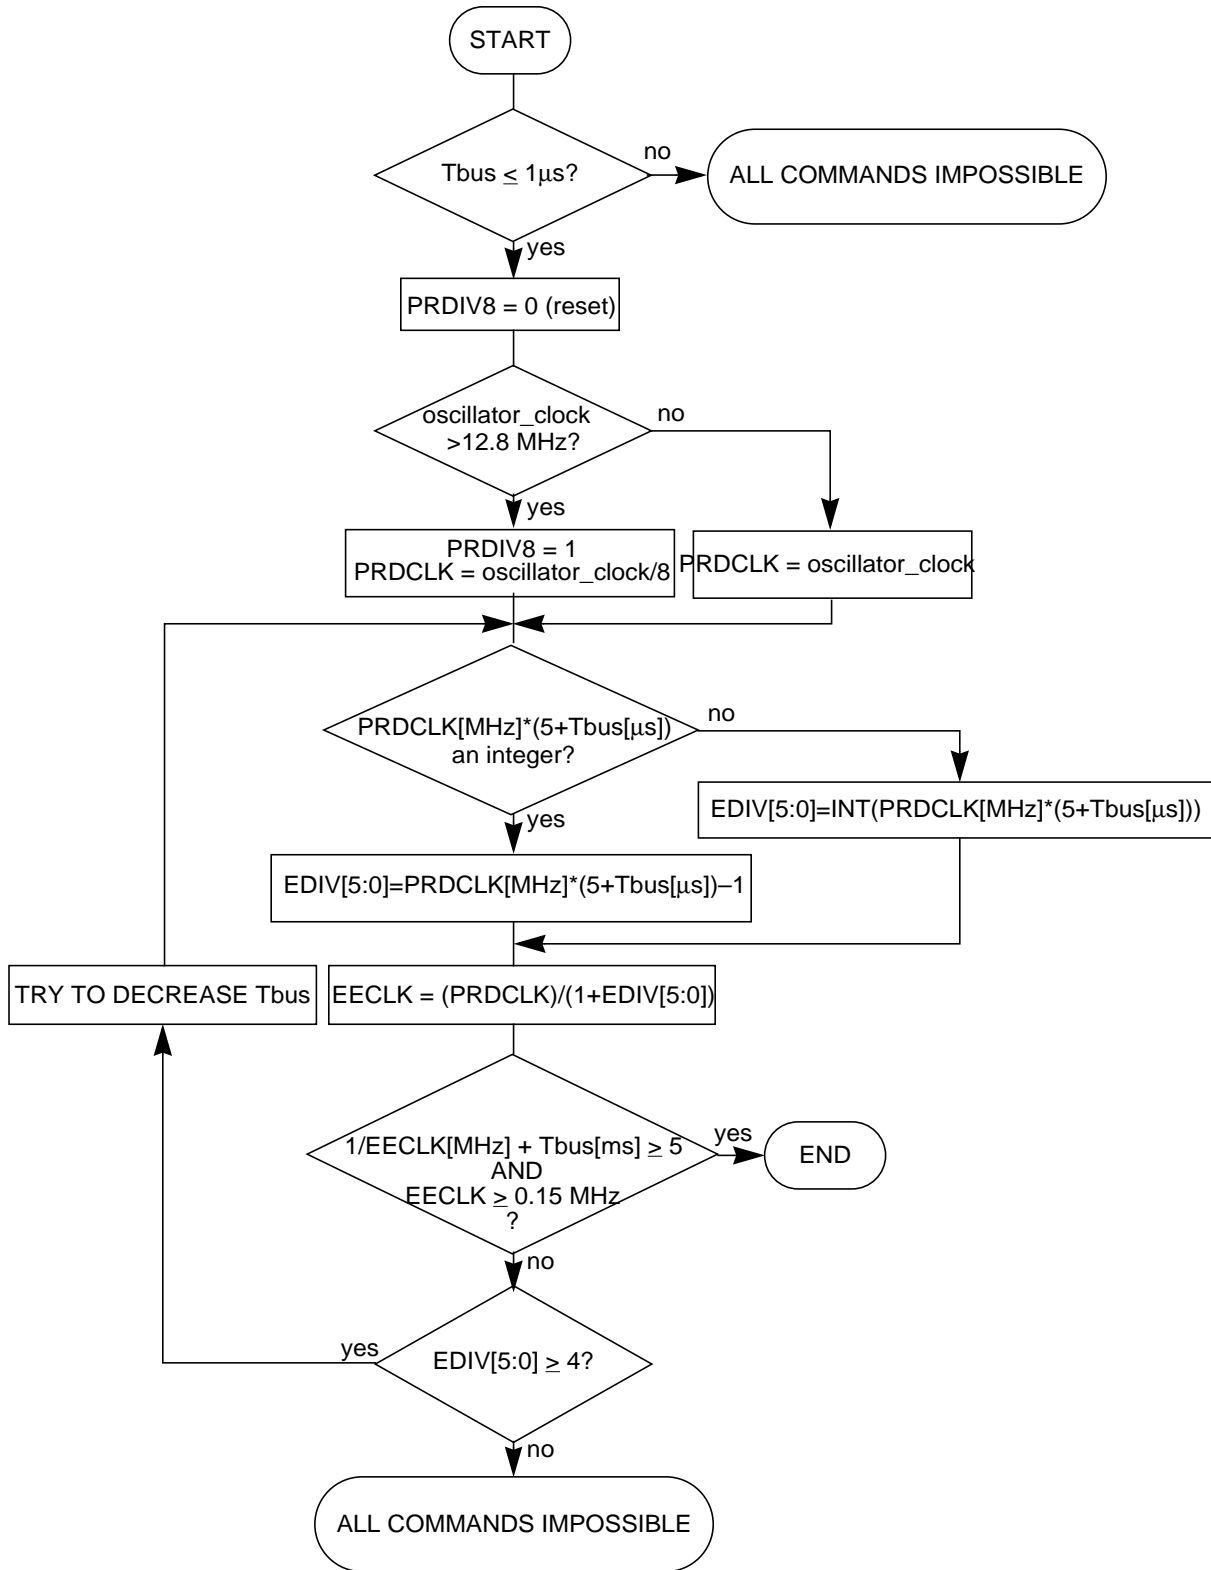 START
Tbus ≤ 1μs?
no
ALL COMMANDS IMPOSSIBLE
yes
PRDIV8 = 0 (reset)
oscillator_clock
>12.8 MHz?
no
yes
PRDIV8 = 1
PRDCLK = oscillator_clock/8
PRDCLK = oscillator_clock
PRDCLK[MHz]*(5+Tbus[μs])
an integer?
no
yes
EDIV[5:0]=INT(PRDCLK[MHz]*(5+Tbus[μs]))
EDIV[5:0]=PRDCLK[MHz]*(5+Tbus[μs])–1
TRY TO DECREASE Tbus
EECLK = (PRDCLK)/(1+EDIV[5:0])
1/EECLK[MHz] + Tbus[ms] ≥ 5
AND
EECLK ≥ 0.15 MHz
?
yes
END
no
EDIV[5:0] ≥ 4?
yes
no
ALL COMMANDS IMPOSSIBLE